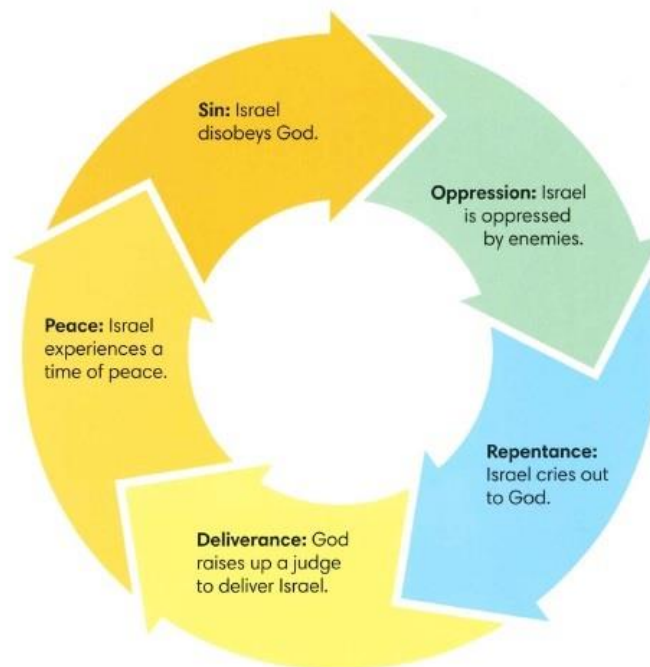 Sin: Israel
disobeys God.
Oppression: Israel
is oppressed
by enemies.
Repentance:
Israel cries out
to God.
Deliverance: God
raises up a judge
to deliver Israel.
Peace: Israel
experiences a
time of peace.